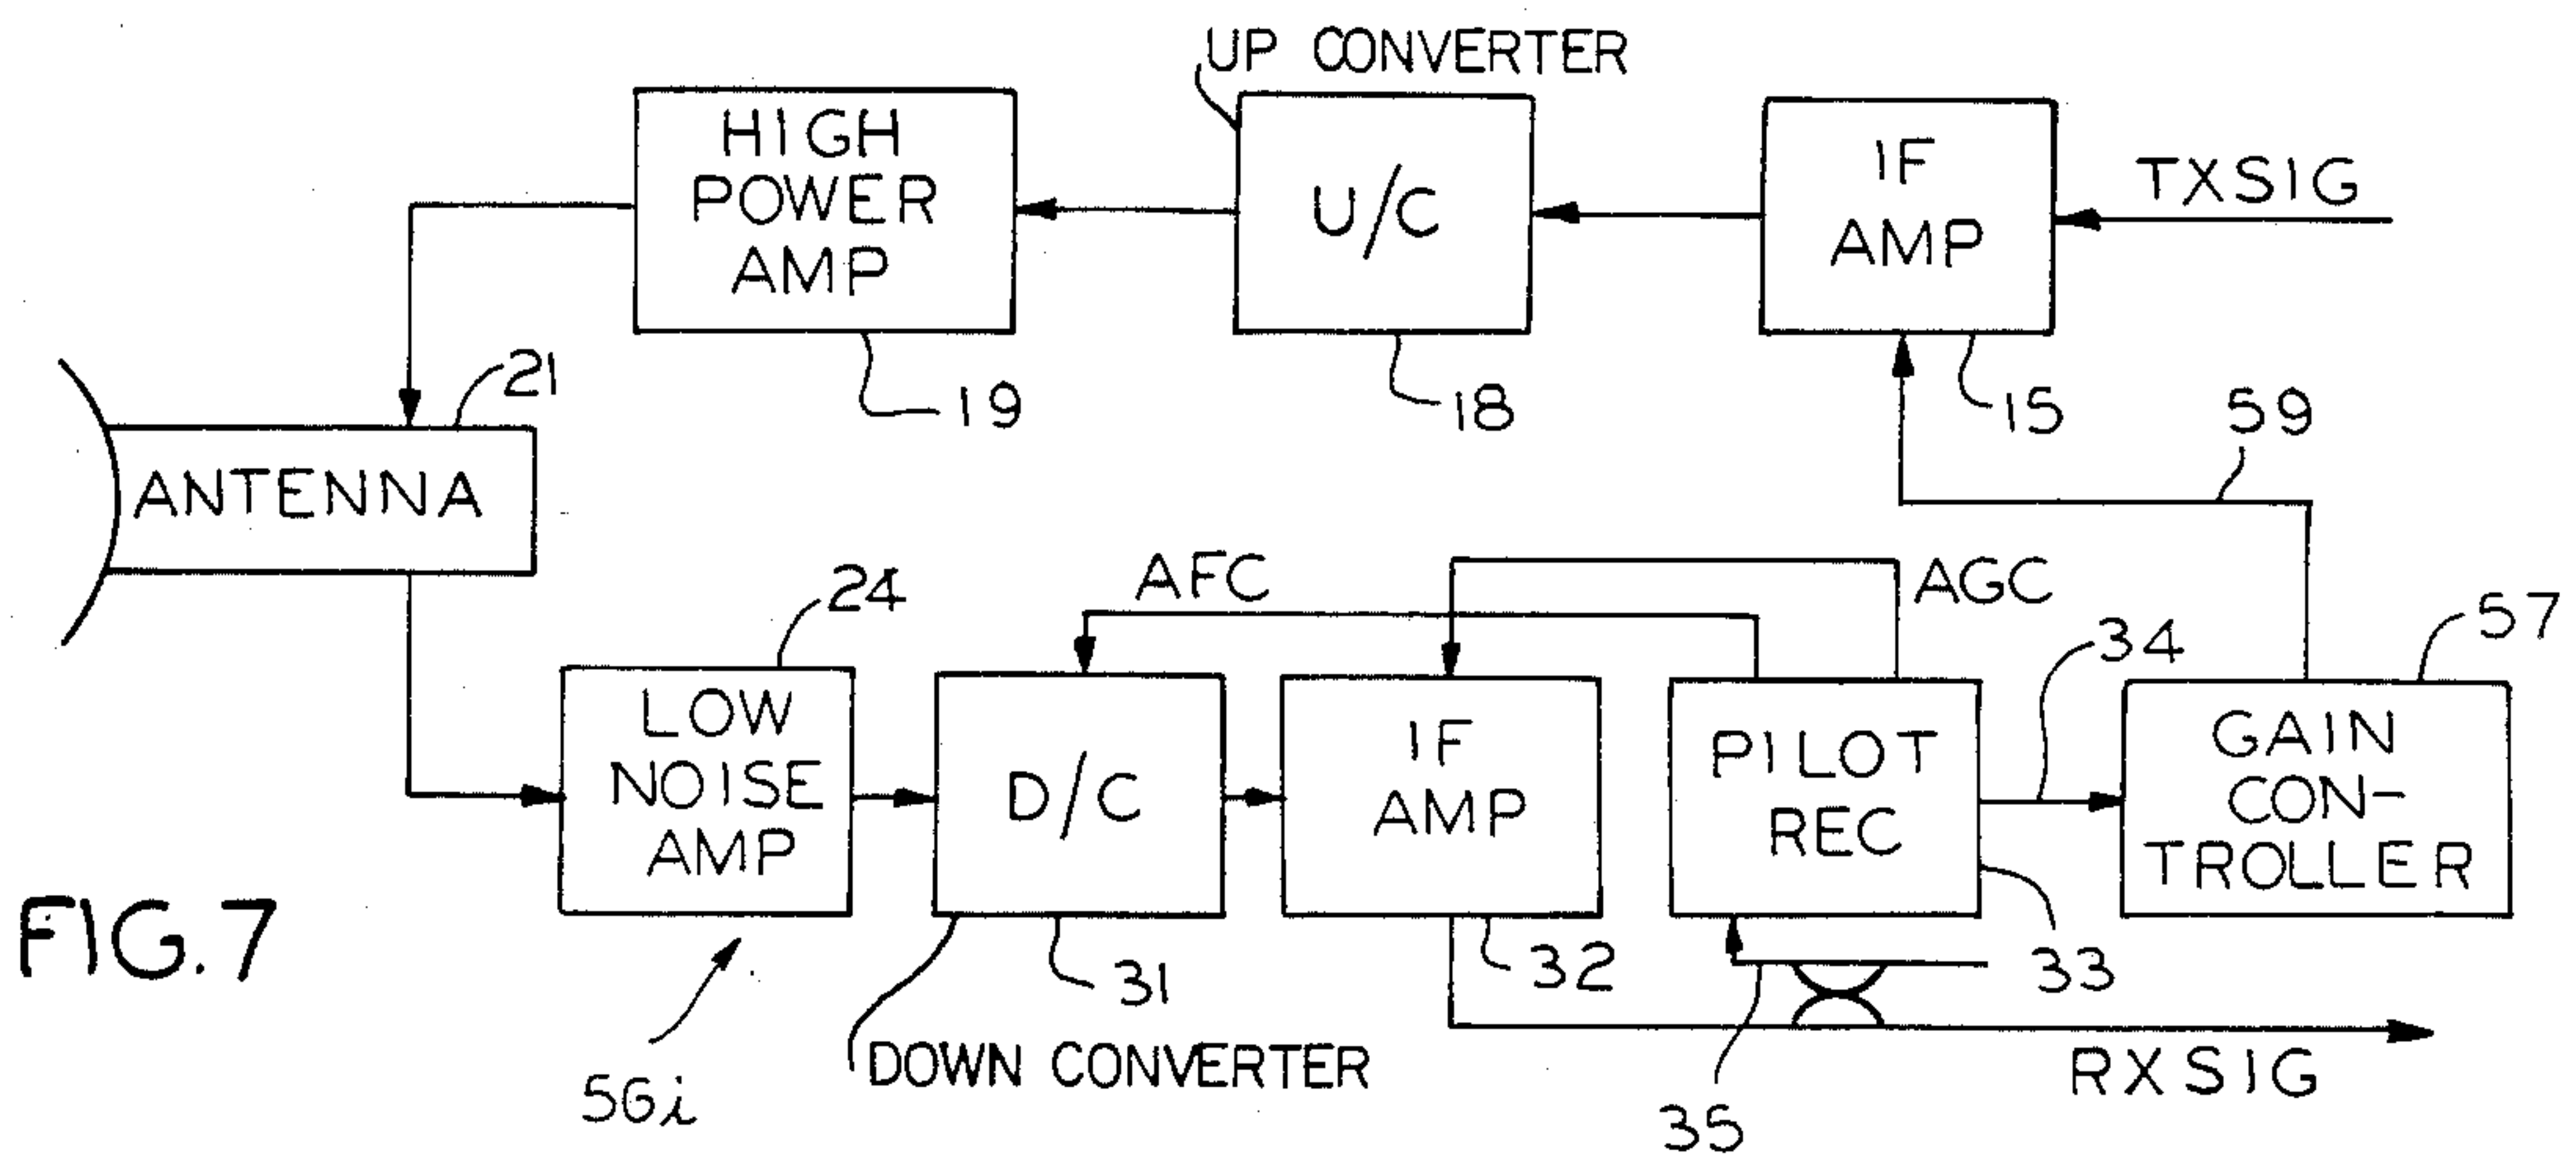 UP CONVERTER
HIGH
POWER
AMP
U/C
IF
AMP
TXSIG
19
18
15
59
21
ANTENNA
24
AFC
AGC
34
57
LOW
NOISE
AMP
D/C
IF
AMP
PILOT
REC
GAIN
CON-
TROLLER
FIG. 7
56i
31
32
33
DOWN CONVERTER
35
RXSIG